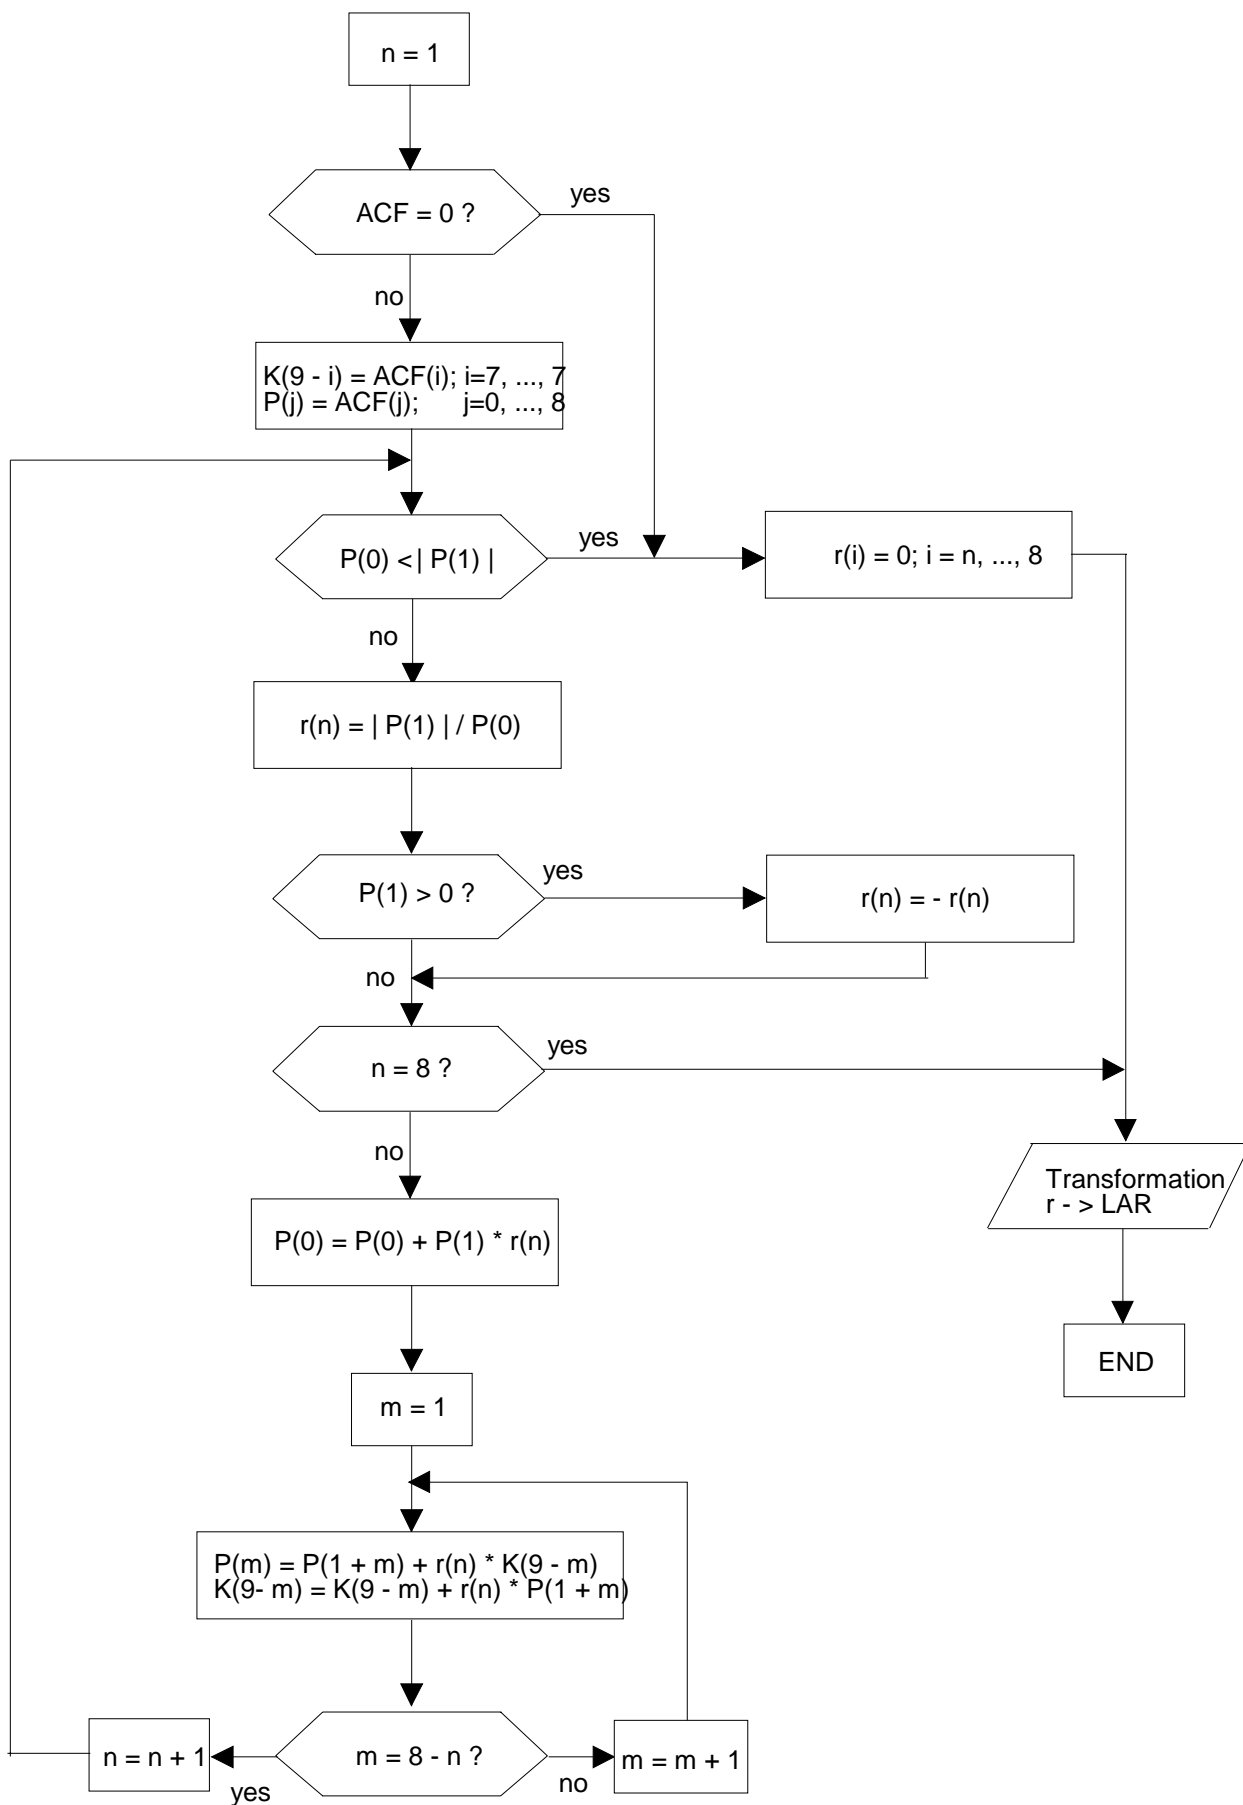 n = 1
ACF = 0 ?
yes
no
K(9 - i) = ACF(i); i=7, ..., 7
P(j) = ACF(j); j=0, ..., 8
P(0) < | P(1) |
yes
r(i) = 0; i = n, ..., 8
no
r(n) = | P(1) | / P(0)
P(1) > 0 ?
yes
r(n) = - r(n)
no
n = 8 ?
yes
no
Transformation
r - > LAR
P(0) = P(0) + P(1) * r(n)
END
m = 1
P(m) = P(1 + m) + r(n) * K(9 - m)
K(9- m) = K(9 - m) + r(n) * P(1 + m)
n = n + 1
yes
m = 8 - n ?
no
m = m + 1